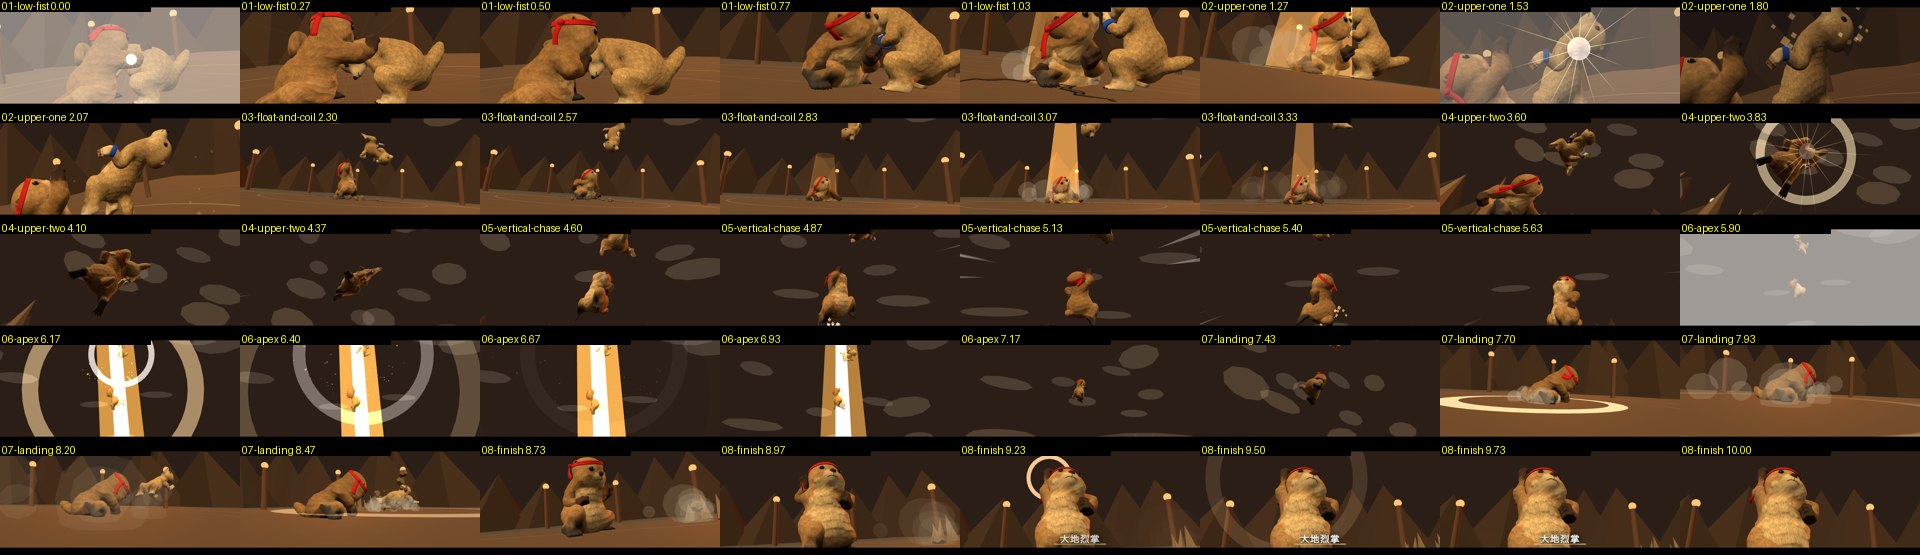 01-low-fist 0.00
01-low-fist 0.27
01-low-fist 0.50
01-low-fist 0.77
01-low-fist 1.03
02-upper-one 1.27
02-upper-one 1.53
02-upper-one 1.80
02-upper-one 2.07
03-float-and-coil 2.30
03-float-and-coil 2.57
03-float-and-coil 2.83
03-float-and-coil 3.07
03-float-and-coil 3.33
04-upper-two 3.60
04-upper-two 3.83
04-upper-two 4.10
04-upper-two 4.37
05-vertical-chase 4.60
05-vertical-chase 4.87
05-vertical-chase 5.13
05-vertical-chase 5.40
05-vertical-chase 5.63
06-apex 5.90
06-apex 6.17
06-apex 6.40
06-apex 6.67
06-apex 6.93
06-apex 7.17
07-landing 7.43
07-landing 7.70
07-landing 7.93
07-landing 8.20
07-landing 8.47
08-finish 8.73
08-finish 8.97
08-finish 9.23
08-finish 9.50
08-finish 9.73
08-finish 10.00
大地烈掌
大地烈掌
大地烈掌